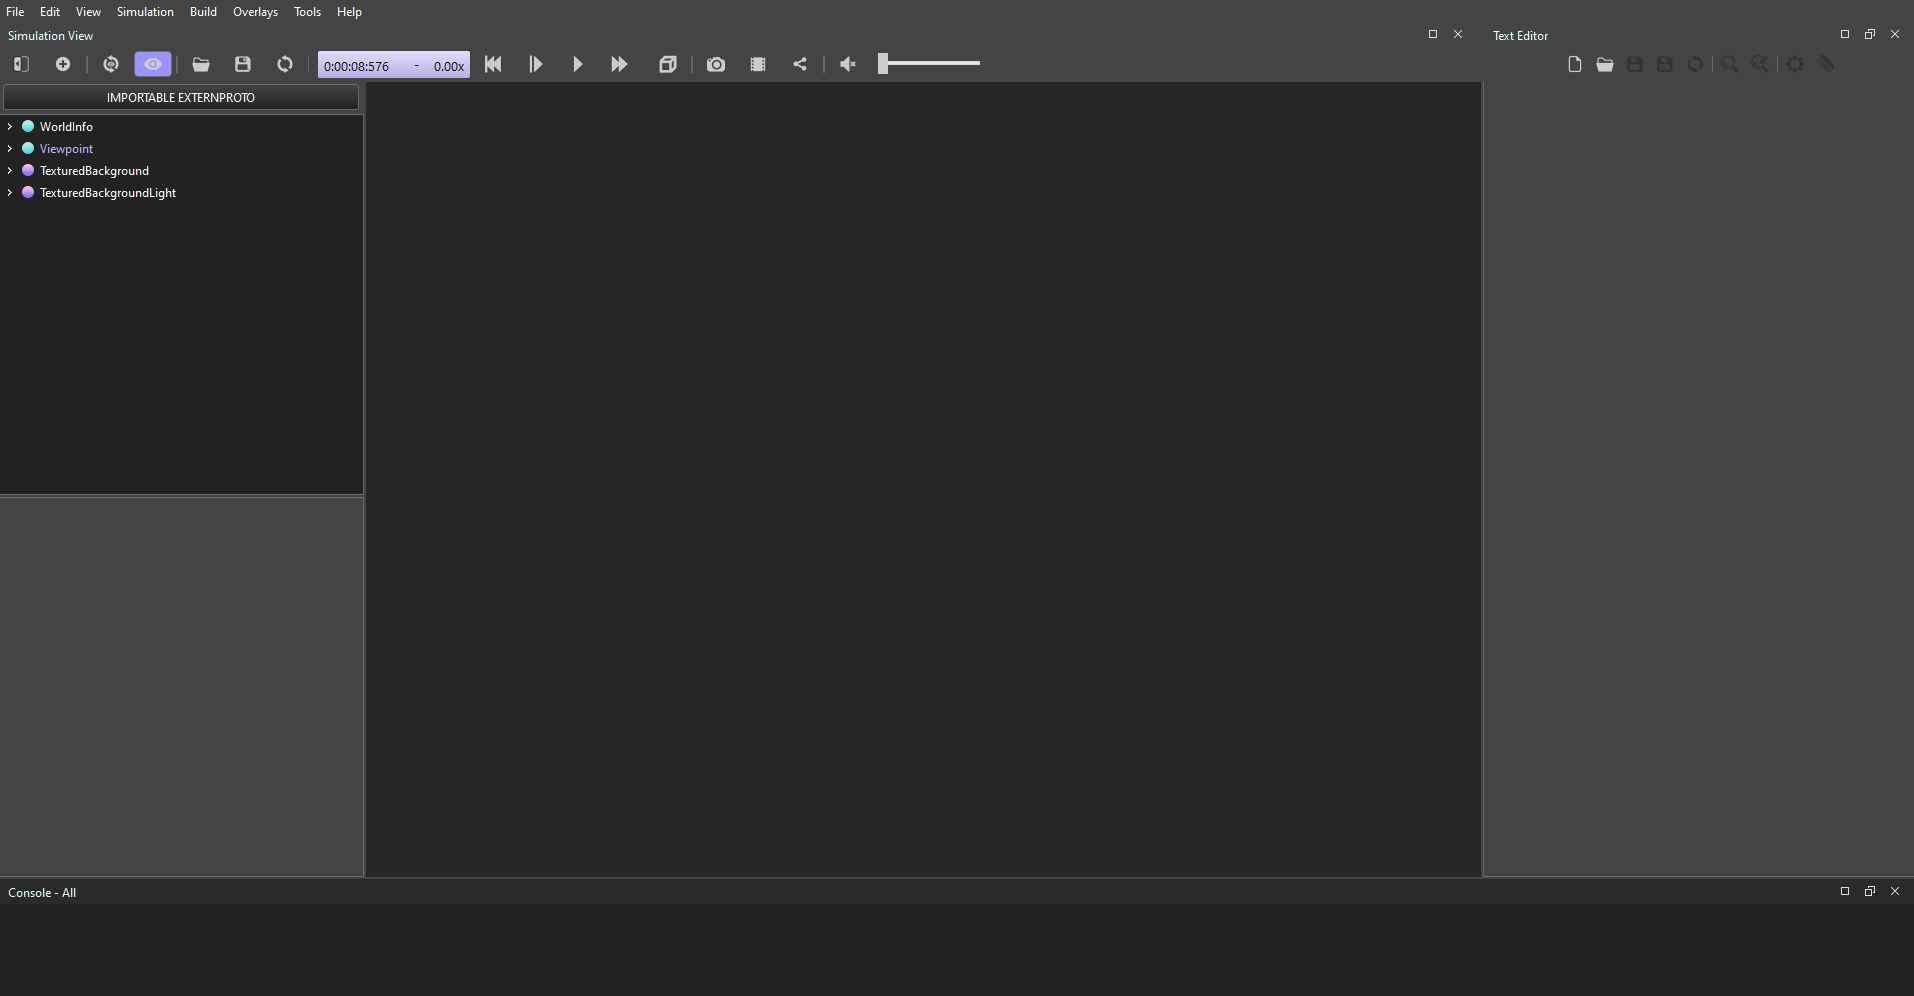 File Edit View Simulation Build Overlays Tools Help
Simulation View
Text Editor
0:00:08:576 - 0.00x
IMPORTABLE EXTERNPROTO
WorldInfo
Viewpoint
TexturedBackground
TexturedBackgroundLight
Console - All